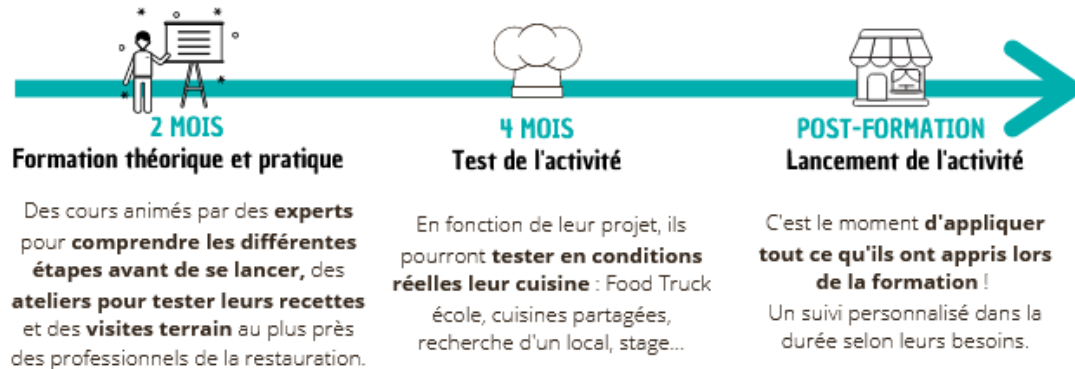 2 MOIS
Formation théorique et pratique
Des cours animés par des experts
pour comprendre les différentes
étapes avant de se lancer, des
ateliers pour tester leurs recettes
et des visites terrain au plus près
des professionnels de la restauration.
4 MOIS
Test de l'activité
En fonction de leur projet, ils
pourront tester en conditions
réelles leur cuisine : Food Truck
école, cuisines partagées,
recherche d'un local, stage...
POST-FORMATION
Lancement de l'activité
C'est le moment d'appliquer
tout ce qu'ils ont appris lors
de la formation !
Un suivi personnalisé dans la
durée selon leurs besoins.